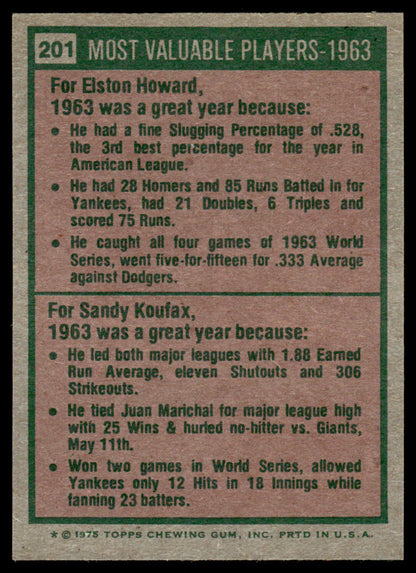 201 MOST VALUABLE PLAYERS-1963
For Elston Howard,
1963 was a great year because:
● He had a fine Slugging Percentage of .528,
the 3rd best percentage for the year in
American League.
● He had 28 Homers and 85 Runs Batted in for
Yankees, had 21 Doubles, 6 Triples and
scored 75 Runs.
● He caught all four games of 1963 World
Series, went five-for-fifteen for .333 Average
against Dodgers.
For Sandy Koufax,
1963 was a great year because:
● He led both major leagues with 1.88 Earned
Run Average, eleven Shutouts and 306
Strikeouts.
● He tied Juan Marichal for major league high
with 25 Wins & hurled no-hitter vs. Giants,
May 11th.
● Won two games in World Series, allowed
Yankees only 12 Hits in 18 Innings while
fanning 23 batters.
* © 1975 TOPPS CHEWING GUM, INC. PRTD IN U.S.A.